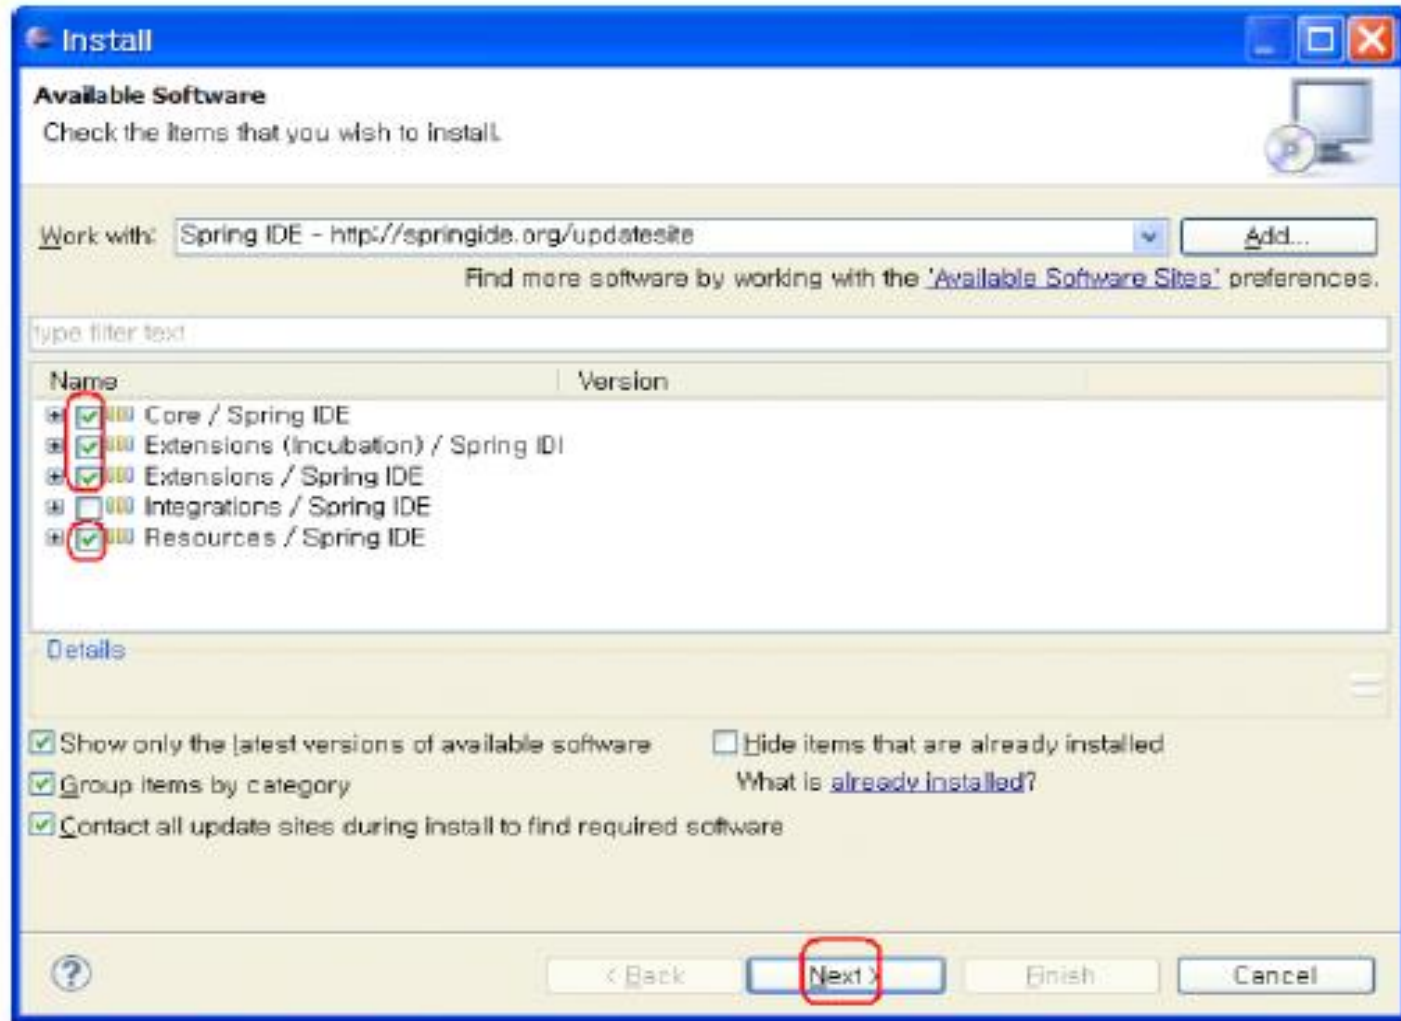 Install
Available Software
Check the items that you wish to install.
Work with: Spring IDE - http://springide.org/updatesite Add...
Find more software by working with the 'Available Software Sites' preferences.
type filter text
Name Version
Core / Spring IDE
Extensions (Incubation) / Spring IDI
Extensions / Spring IDE
Integrations / Spring IDE
Resources / Spring IDE
Details
Show only the latest versions of available software Hide items that are already installed
Group items by category What is already installed?
Contact all update sites during install to find required software
? < Back Next > Finish Cancel